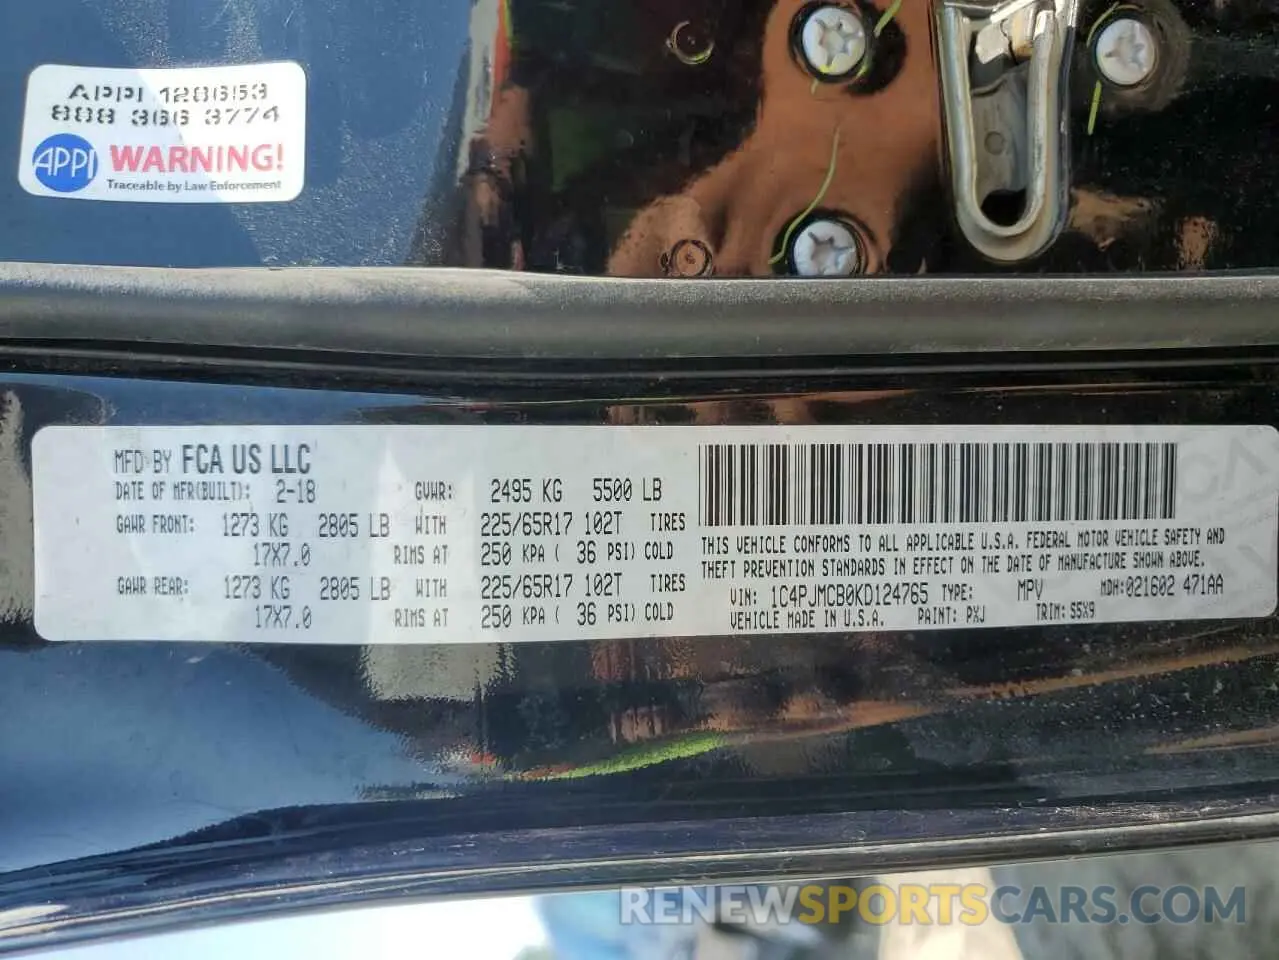 APPI 128653
888 366 3774
APPI WARNING!
Traceable by Law Enforcement
MFD BY FCA US LLC
DATE OF MFR(BUILT): 2-18 GVWR: 2495 KG 5500 LB
GAWR FRONT: 1273 KG 2805 LB WITH 225/65R17 102T TIRES
17X7.0 RIMS AT 250 KPA ( 36 PSI) COLD
GAWR REAR: 1273 KG 2805 LB WITH 225/65R17 102T TIRES
17X7.0 RIMS AT 250 KPA ( 36 PSI) COLD
THIS VEHICLE CONFORMS TO ALL APPLICABLE U.S.A. FEDERAL MOTOR VEHICLE SAFETY AND
THEFT PREVENTION STANDARDS IN EFFECT ON THE DATE OF MANUFACTURE SHOWN ABOVE.
VIN: 1C4PJMCB0KD124765 TYPE: MPV MDH:021602 471AA
VEHICLE MADE IN U.S.A. PAINT: PXJ TRIM: S5X9
RENEWSPORTSCARS.COM